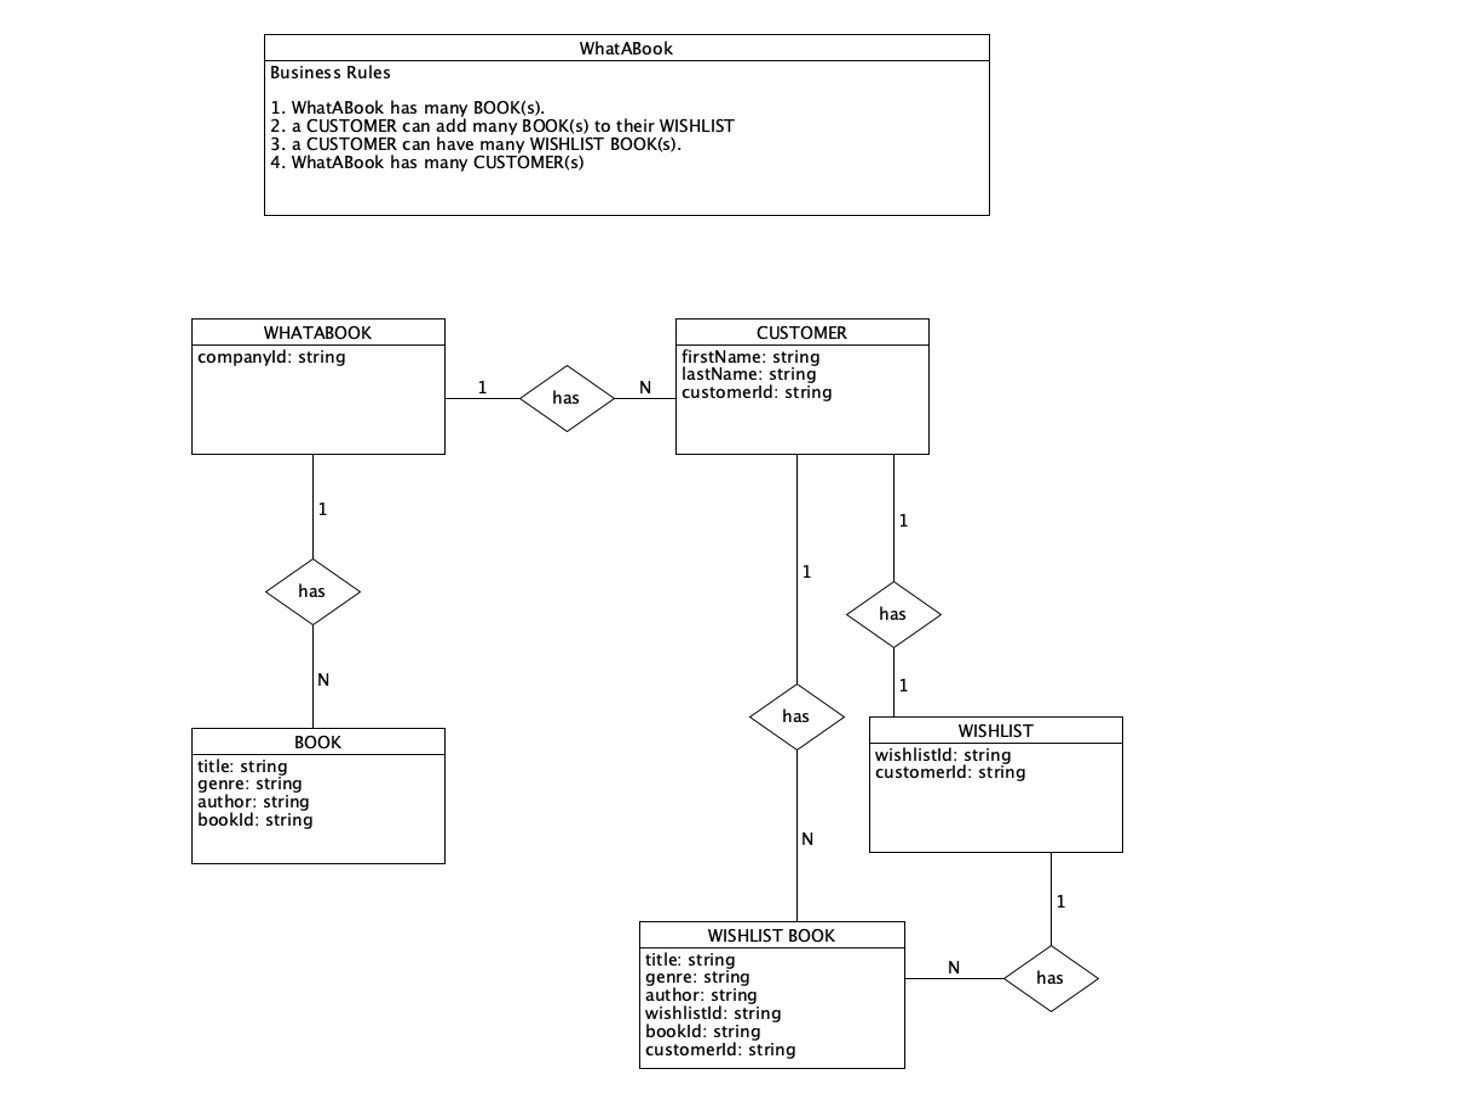 WhatABook
Business Rules
1. WhatABook has many BOOK(s).
2. a CUSTOMER can add many BOOK(s) to their WISHLIST
3. a CUSTOMER can have many WISHLIST BOOK(s).
4. WhatABook has many CUSTOMER(s)
WHATABOOK
companyId: string
1
has
N
CUSTOMER
firstName: string
lastName: string
customerId: string
1
has
N
BOOK
title: string
genre: string
author: string
bookId: string
1
has
N
1
has
1
WISHLIST
wishlistId: string
customerId: string
1
has
N
WISHLIST BOOK
title: string
genre: string
author: string
wishlistId: string
bookId: string
customerId: string